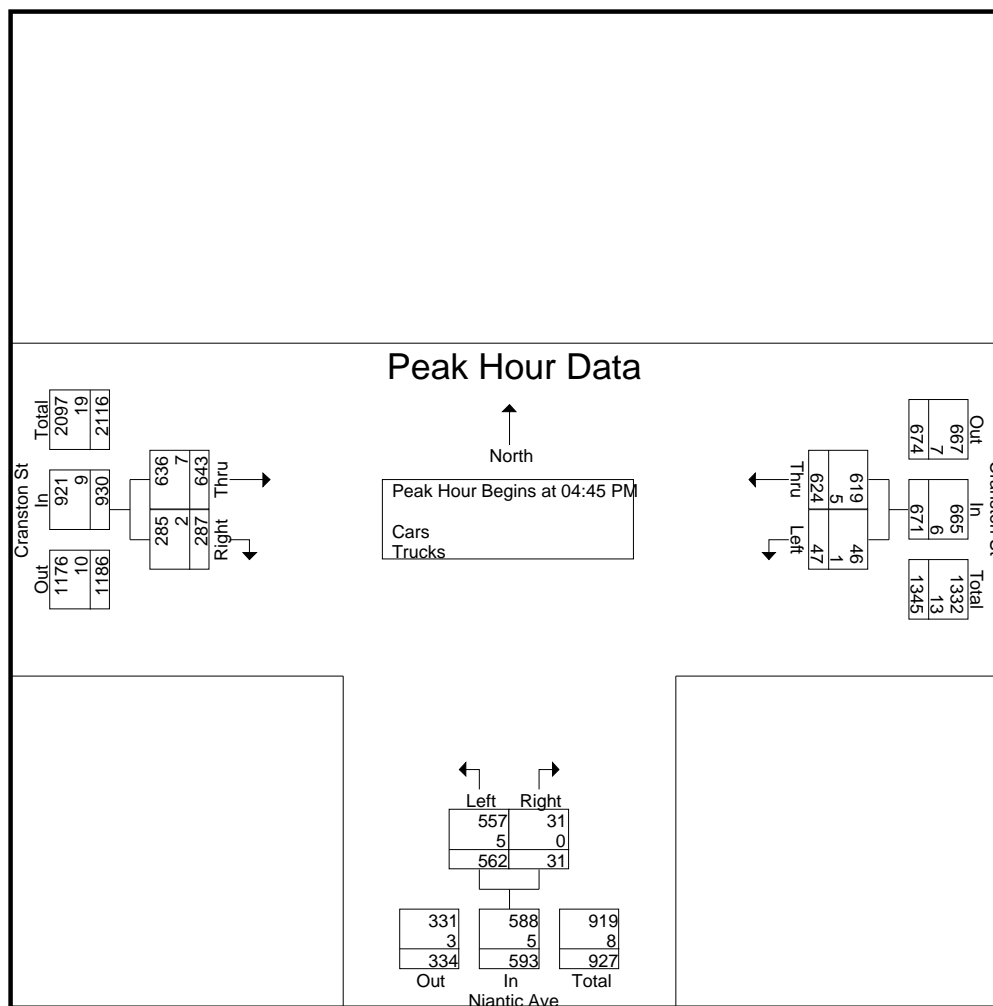 Peak Hour Data
North
Peak Hour Begins at 04:45 PM
Cars
Trucks
Cranston St
Out In Total
1176 921 2097
10 9 19
1186 930 2116
285 636
2 7
287 643
Right Thru
Out In Total
667 665 1332
7 6 13
674 671 1345
619 46
5 1
624 47
Thru Left
Left Right
557 31
5 0
562 31
331 588 919
3 5 8
334 593 927
Out In Total
Niantic Ave